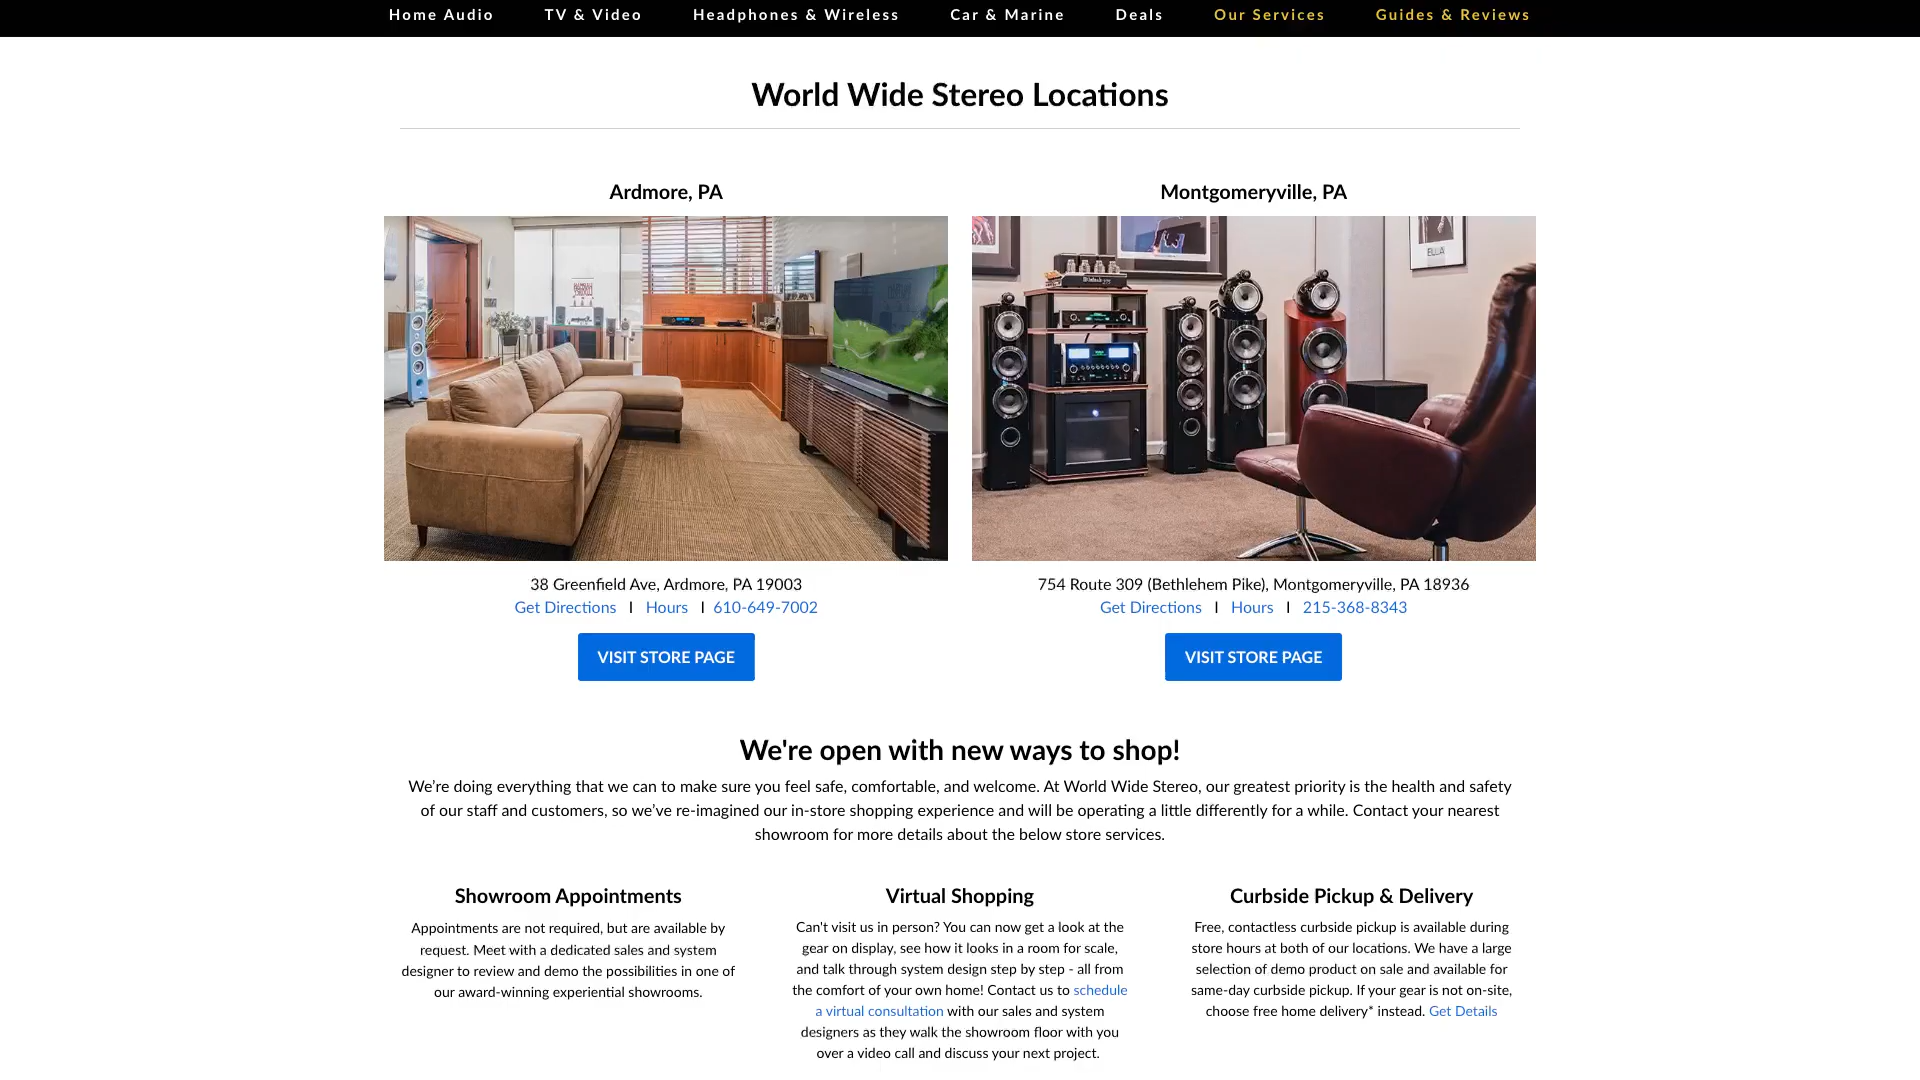 Home Audio TV & Video Headphones & Wireless Car & Marine Deals Our Services Guides & Reviews
World Wide Stereo Locations
Ardmore, PA
Montgomeryville, PA
38 Greenfield Ave, Ardmore, PA 19003
Get Directions I Hours I 610-649-7002
VISIT STORE PAGE
754 Route 309 (Bethlehem Pike), Montgomeryville, PA 18936
Get Directions I Hours I 215-368-8343
VISIT STORE PAGE
We're open with new ways to shop!
We’re doing everything that we can to make sure you feel safe, comfortable, and welcome. At World Wide Stereo, our greatest priority is the health and safety
of our staff and customers, so we’ve re-imagined our in-store shopping experience and will be operating a little differently for a while. Contact your nearest
showroom for more details about the below store services.
Showroom Appointments
Appointments are not required, but are available by
request. Meet with a dedicated sales and system
designer to review and demo the possibilities in one of
our award-winning experiential showrooms.
Virtual Shopping
Can't visit us in person? You can now get a look at the
gear on display, see how it looks in a room for scale,
and talk through system design step by step - all from
the comfort of your own home! Contact us to schedule
a virtual consultation with our sales and system
designers as they walk the showroom floor with you
over a video call and discuss your next project.
Curbside Pickup & Delivery
Free, contactless curbside pickup is available during
store hours at both of our locations. We have a large
selection of demo product on sale and available for
same-day curbside pickup. If your gear is not on-site,
choose free home delivery* instead. Get Details